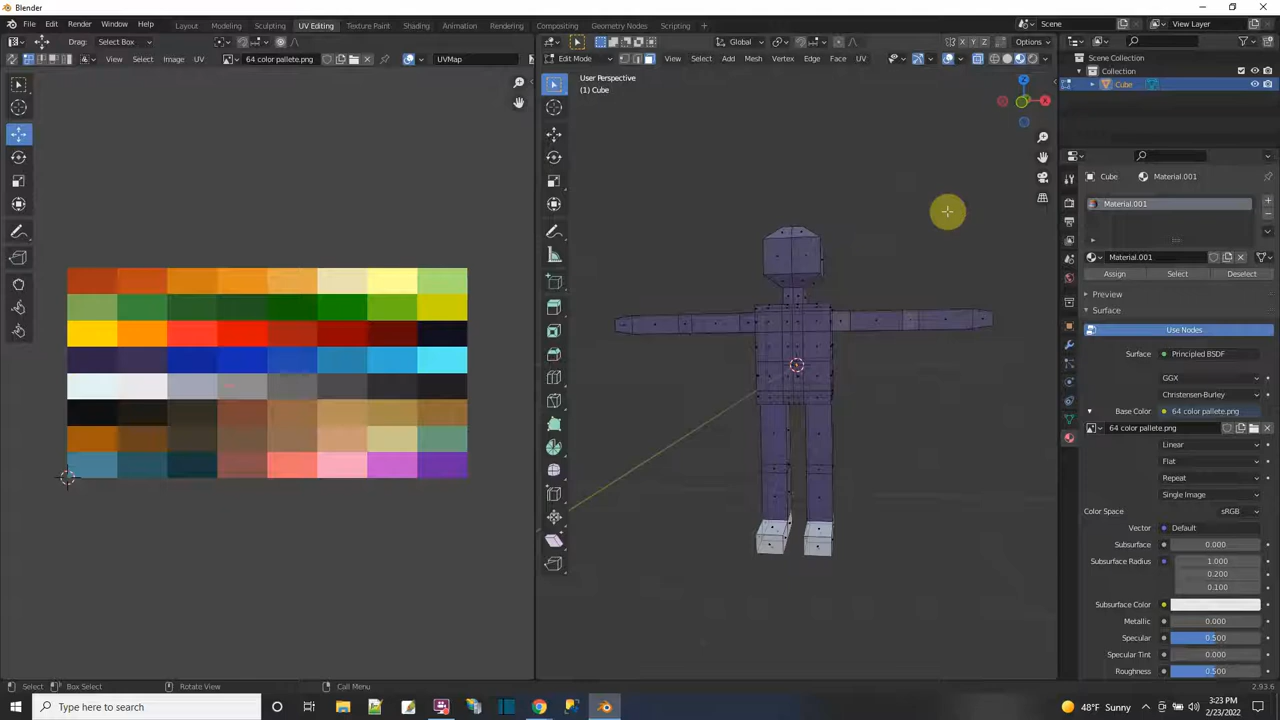 Blender
File Edit Render Window Help Layout Modeling Sculpting UV Editing Texture Paint Shading Animation Rendering Compositing Geometry Nodes Scripting + Scene View Layer
Drag: Select Box Global X Y Z Options
View Select Image UV 64 color pallete.png UVMap Edit Mode View Select Add Mesh Vertex Edge Face UV
Scene Collection
Collection
Cube
User Perspective
(1) Cube
Z
X
Cube Material.001
Material.001
Material.001
Assign Select Deselect
Preview
Surface
Use Nodes
Surface Principled BSDF
GGX
Christensen-Burley
Base Color 64 color pallete.png
64 color pallete.png
Linear
Flat
Repeat
Single Image
Color Space sRGB
Vector Default
Subsurface 0.000
Subsurface Radius 1.000
0.200
0.100
Subsurface Color
Metallic 0.000
Specular 0.500
Specular Tint 0.000
Roughness 0.500
Select Box Select Rotate View Call Menu 2.93.6
Type here to search 48°F Sunny 3:23 PM
2/23/2022